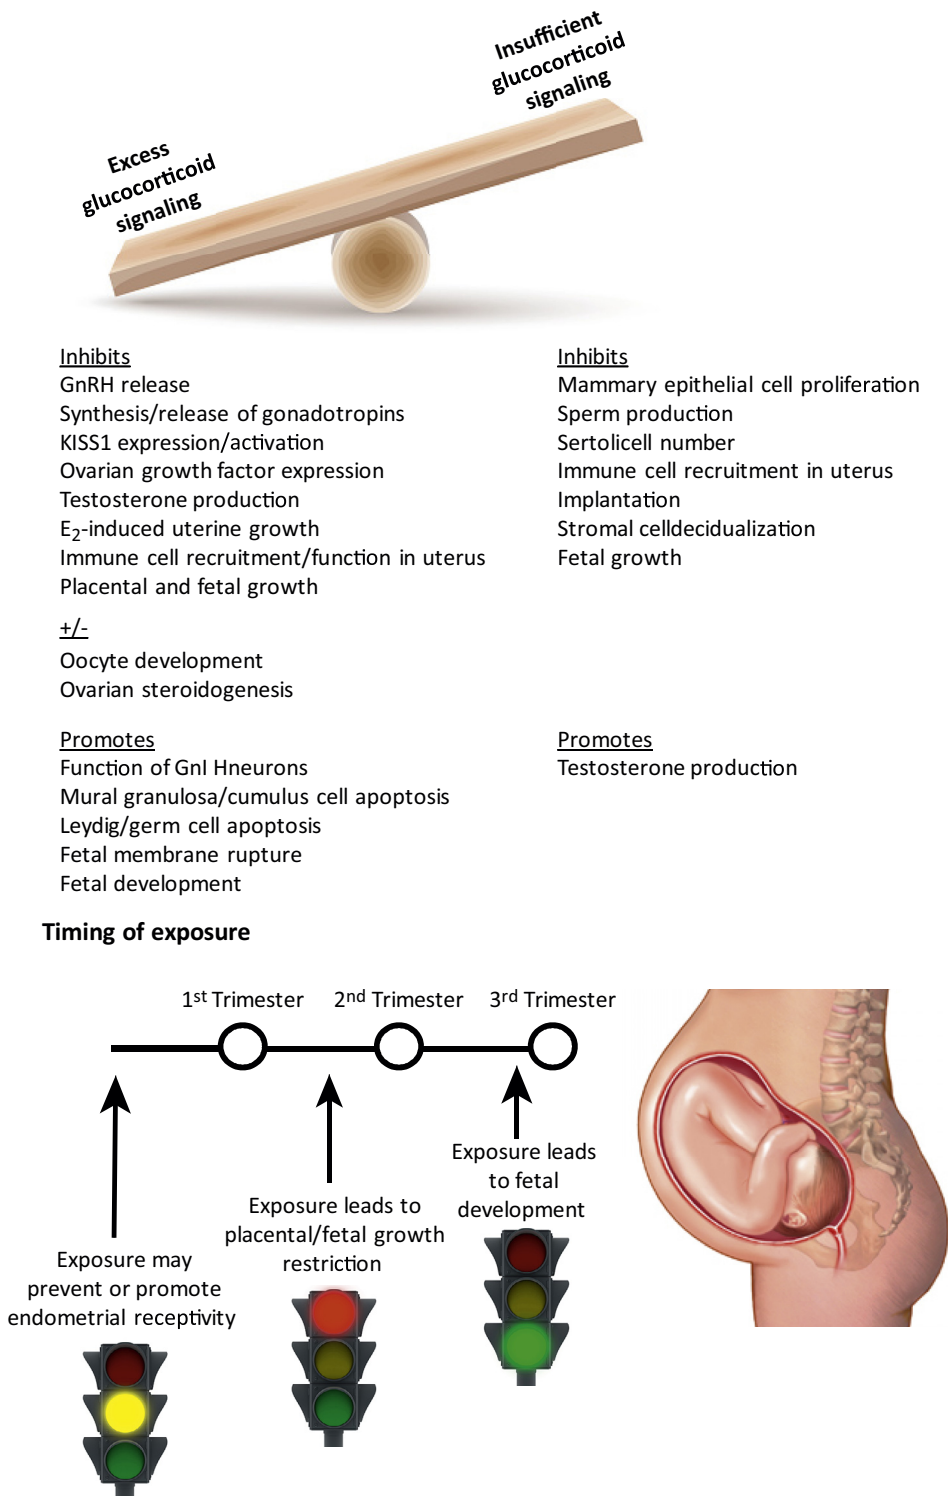 Insufficient
glucocorticoid
signaling
Excess
glucocorticoid
signaling
Inhibits
GnRH release
Synthesis/release of gonadotropins
KISS1 expression/activation
Ovarian growth factor expression
Testosterone production
E2-induced uterine growth
Immune cell recruitment/function in uterus
Placental and fetal growth
+/-
Oocyte development
Ovarian steroidogenesis
Promotes
Function of GnI Hneurons
Mural granulosa/cumulus cell apoptosis
Leydig/germ cell apoptosis
Fetal membrane rupture
Fetal development
Inhibits
Mammary epithelial cell proliferation
Sperm production
Sertolicell number
Immune cell recruitment in uterus
Implantation
Stromal celldecidualization
Fetal growth
Promotes
Testosterone production
Timing of exposure
1st Trimester
2nd Trimester
3rd Trimester
Exposure may
prevent or promote
endometrial receptivity
Exposure leads to
placental/fetal growth
restriction
Exposure leads
to fetal
development